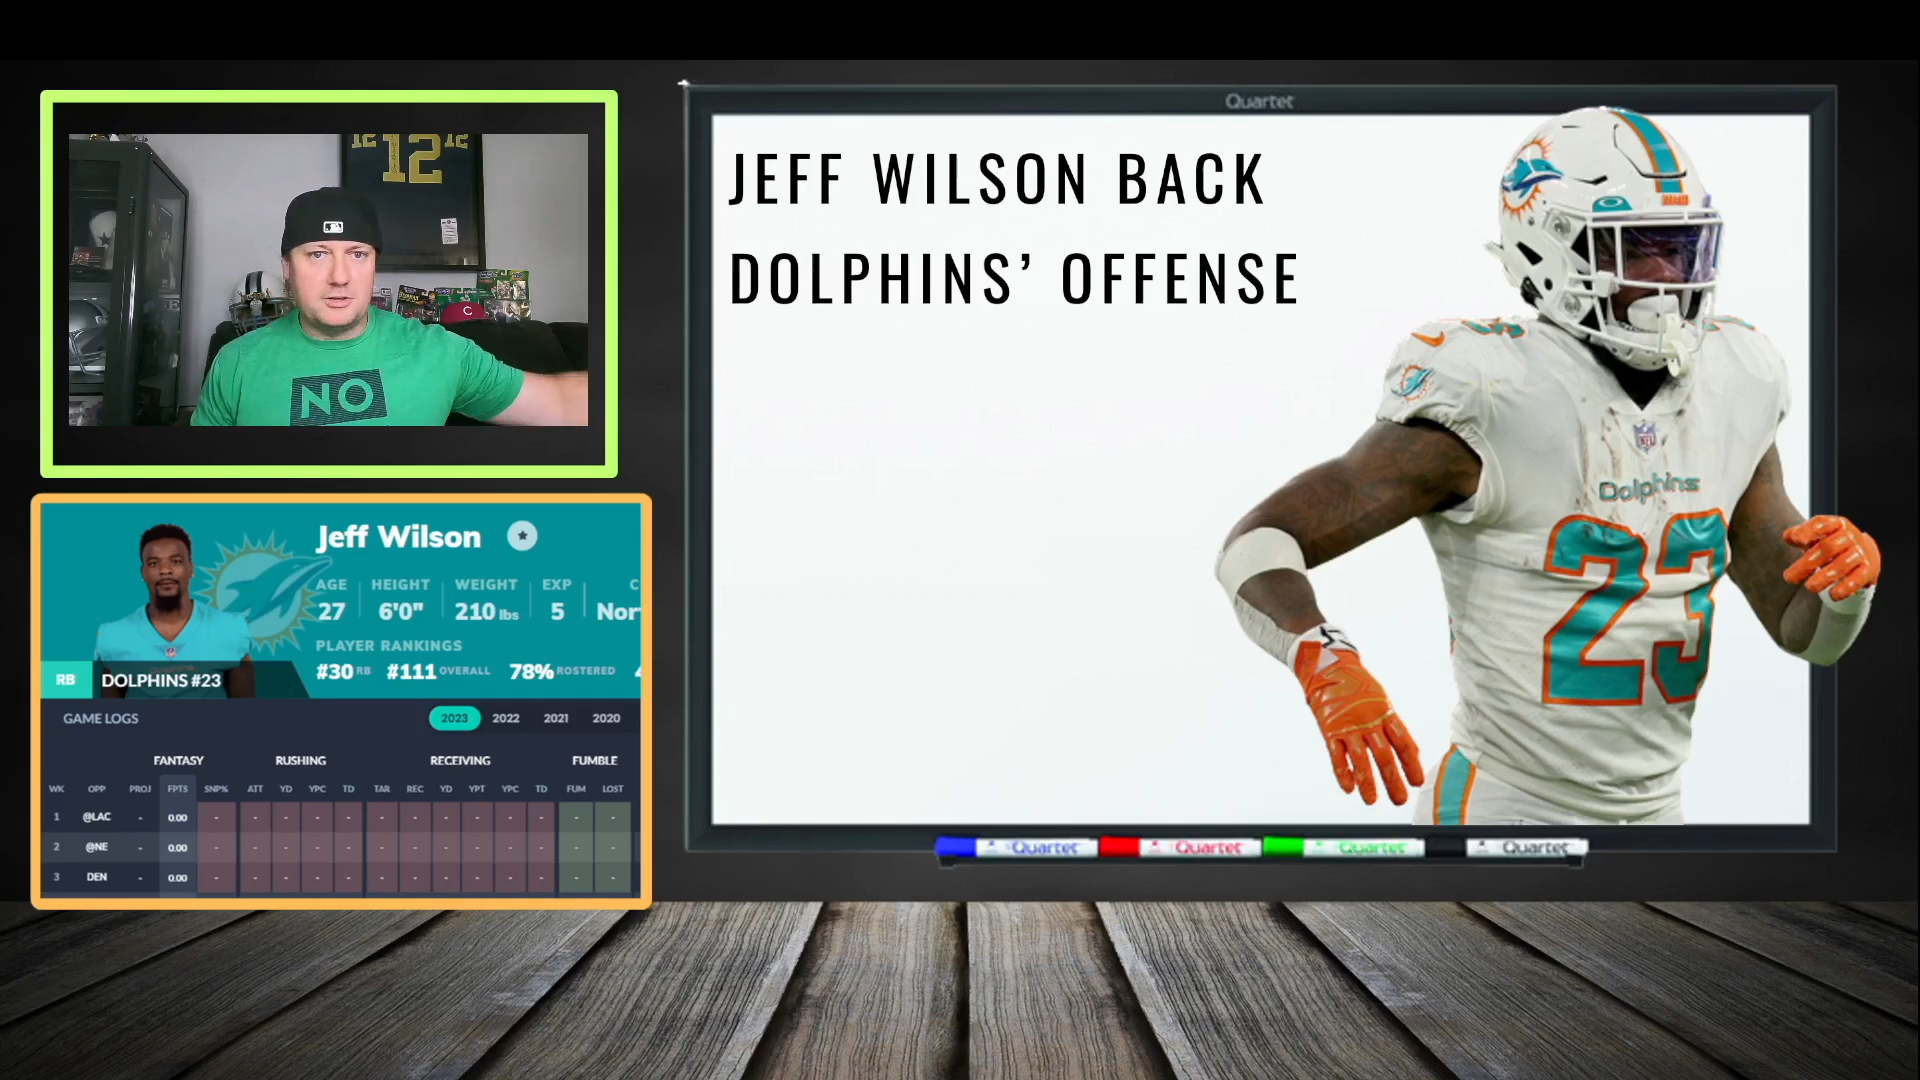 Quartet
JEFF WILSON BACK
DOLPHINS’ OFFENSE
Dolphins
23
NFL
Quartet Quartet Quartet Quartet
12 12 12
C
NO
Jeff Wilson
AGE HEIGHT WEIGHT EXP C
27 6'0" 210 lbs 5 Nor
PLAYER RANKINGS
#30 RB #111 OVERALL 78% ROSTERED 4
RB DOLPHINS #23
GAME LOGS 2023 2022 2021 2020
FANTASY RUSHING RECEIVING FUMBLE
WK OPP PROJ FPTS SNP% ATT YD YPC TD TAR REC YD YPT YPC TD FUM LOST
1 @LAC - 0.00 - - - - - - - - - - - - -
2 @NE - 0.00 - - - - - - - - - - - - -
3 DEN - 0.00 - - - - - - - - - - - - -